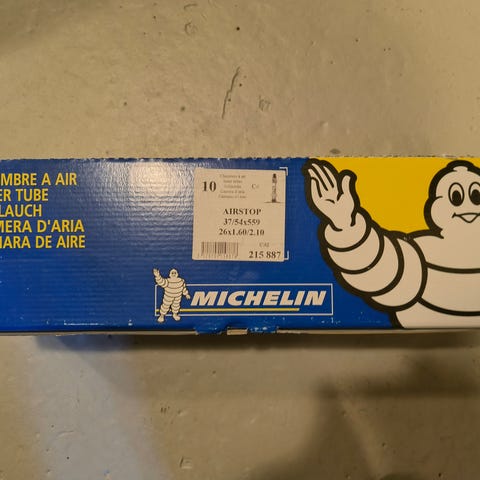 MBRE A AIR
ER TUBE
LAUCH
MERA D'ARIA
MARA DE AIRE
10
AIRSTOP
37/54x559
26x1.60/2.10
CAI
215 887
MICHELIN